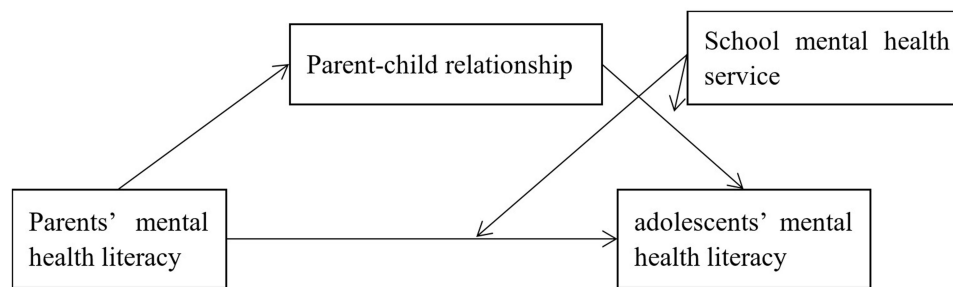 Parent-child relationship
School mental health
service
Parents’ mental
health literacy
adolescents’ mental
health literacy